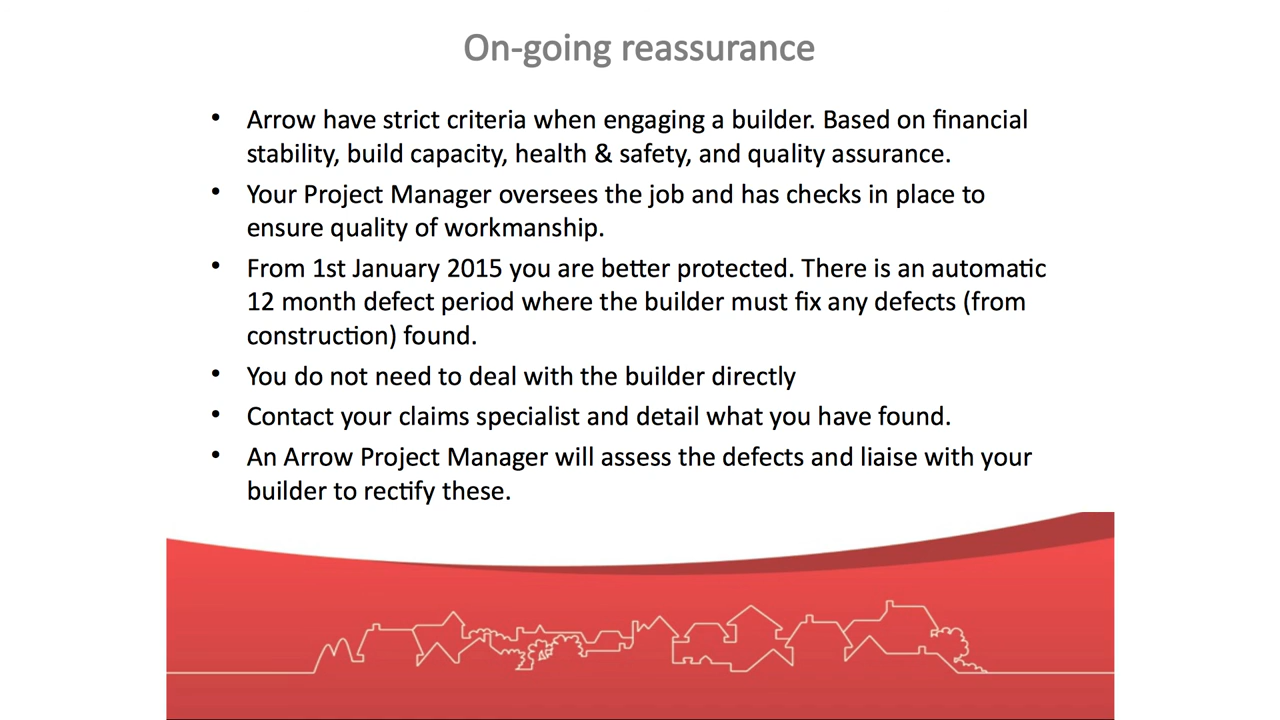 On-going reassurance
• Arrow have strict criteria when engaging a builder. Based on financial
stability, build capacity, health & safety, and quality assurance.
• Your Project Manager oversees the job and has checks in place to
ensure quality of workmanship.
• From 1st January 2015 you are better protected. There is an automatic
12 month defect period where the builder must fix any defects (from
construction) found.
• You do not need to deal with the builder directly
• Contact your claims specialist and detail what you have found.
• An Arrow Project Manager will assess the defects and liaise with your
builder to rectify these.